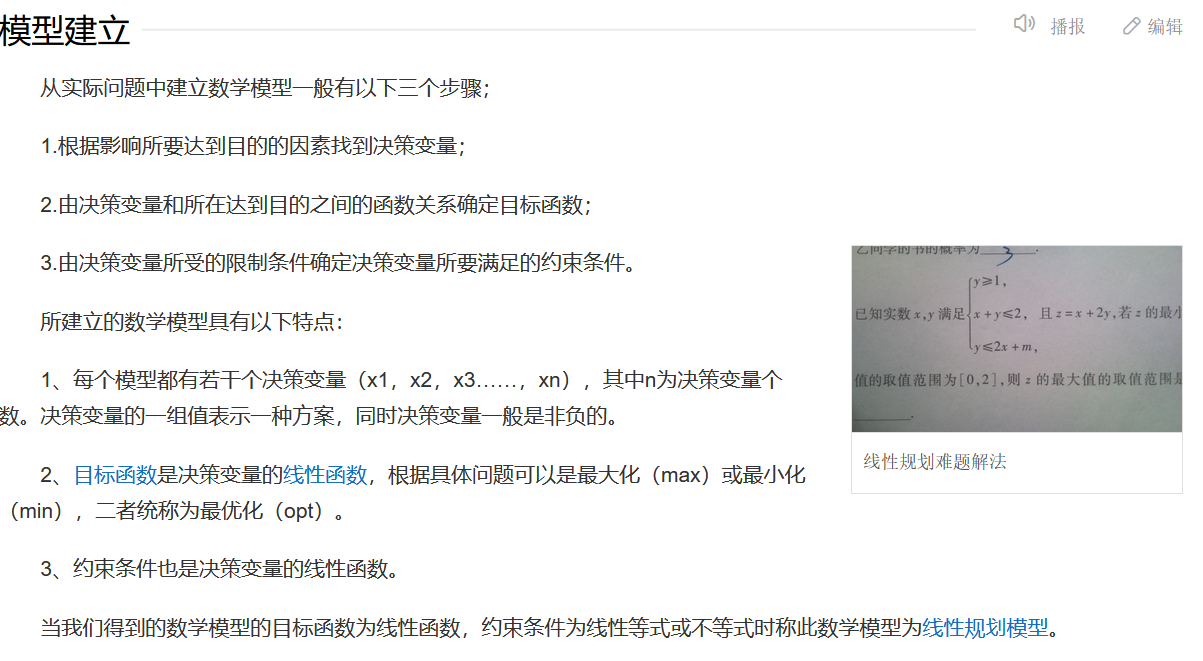 模型建立
播报
编辑
从实际问题中建立数学模型一般有以下三个步骤；
1.根据影响所要达到目的的因素找到决策变量；
2.由决策变量和所在达到目的之间的函数关系确定目标函数；
3.由决策变量所受的限制条件确定决策变量所要满足的约束条件。
所建立的数学模型具有以下特点：
1、每个模型都有若干个决策变量（x1，x2，x3……，xn），其中n为决策变量个
数。决策变量的一组值表示一种方案，同时决策变量一般是非负的。
2、目标函数是决策变量的线性函数，根据具体问题可以是最大化（max）或最小化
（min），二者统称为最优化（opt）。
3、约束条件也是决策变量的线性函数。
当我们得到的数学模型的目标函数为线性函数，约束条件为线性等式或不等式时称此数学模型为线性规划模型。
乙同学的书的概率为 3 .
y≥1,
已知实数x,y满足 x+y≤2, 且z=x+2y,若z的最小
y≤2x+m,
值的取值范围为[0,2],则z的最大值的取值范围是
线性规划难题解法